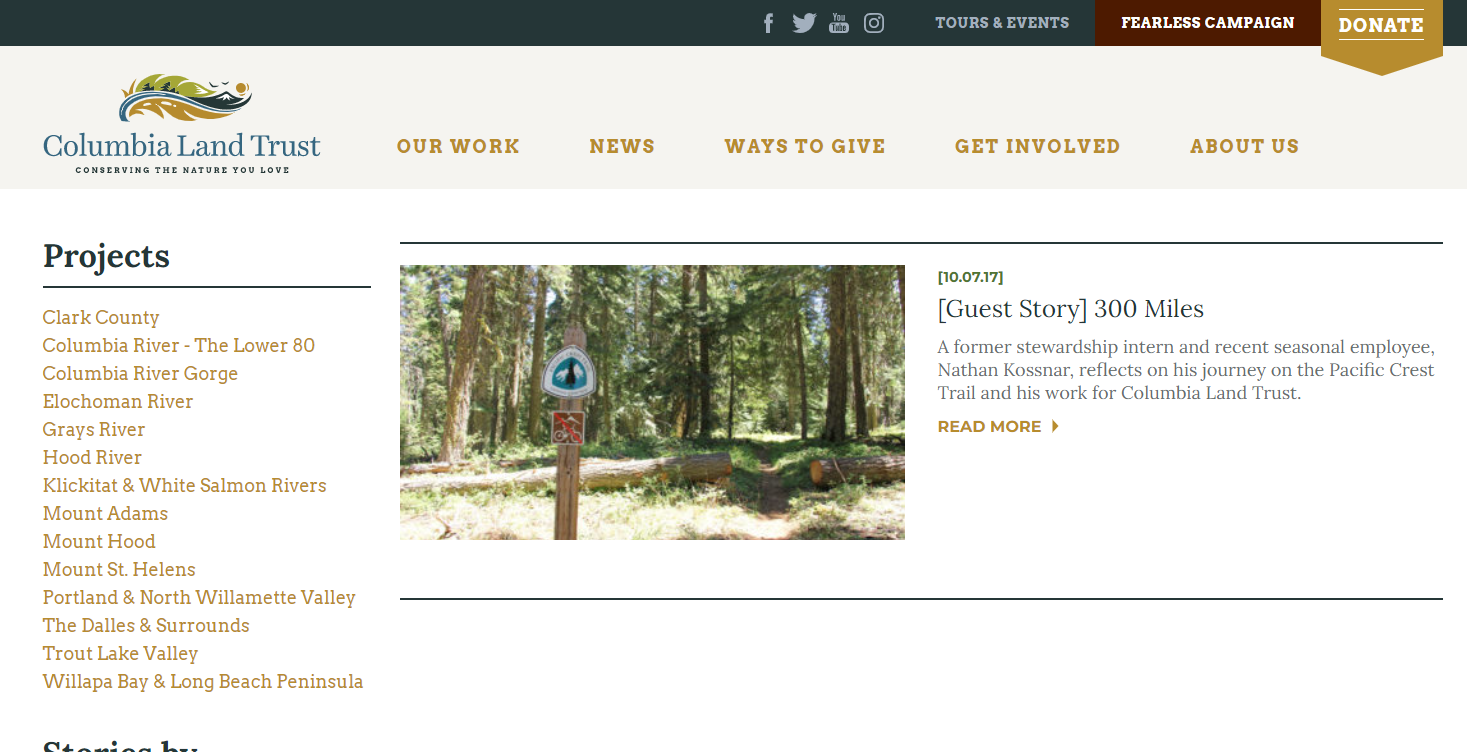 You
Tube
TOURS & EVENTS
FEARLESS CAMPAIGN
DONATE
Columbia Land Trust
CONSERVING THE NATURE YOU LOVE
OUR WORK
NEWS
WAYS TO GIVE
GET INVOLVED
ABOUT US
Projects
Clark County
Columbia River - The Lower 80
Columbia River Gorge
Elochoman River
Grays River
Hood River
Klickitat & White Salmon Rivers
Mount Adams
Mount Hood
Mount St. Helens
Portland & North Willamette Valley
The Dalles & Surrounds
Trout Lake Valley
Willapa Bay & Long Beach Peninsula
Stories by
[10.07.17]
[Guest Story] 300 Miles
A former stewardship intern and recent seasonal employee,
Nathan Kossnar, reflects on his journey on the Pacific Crest
Trail and his work for Columbia Land Trust.
READ MORE